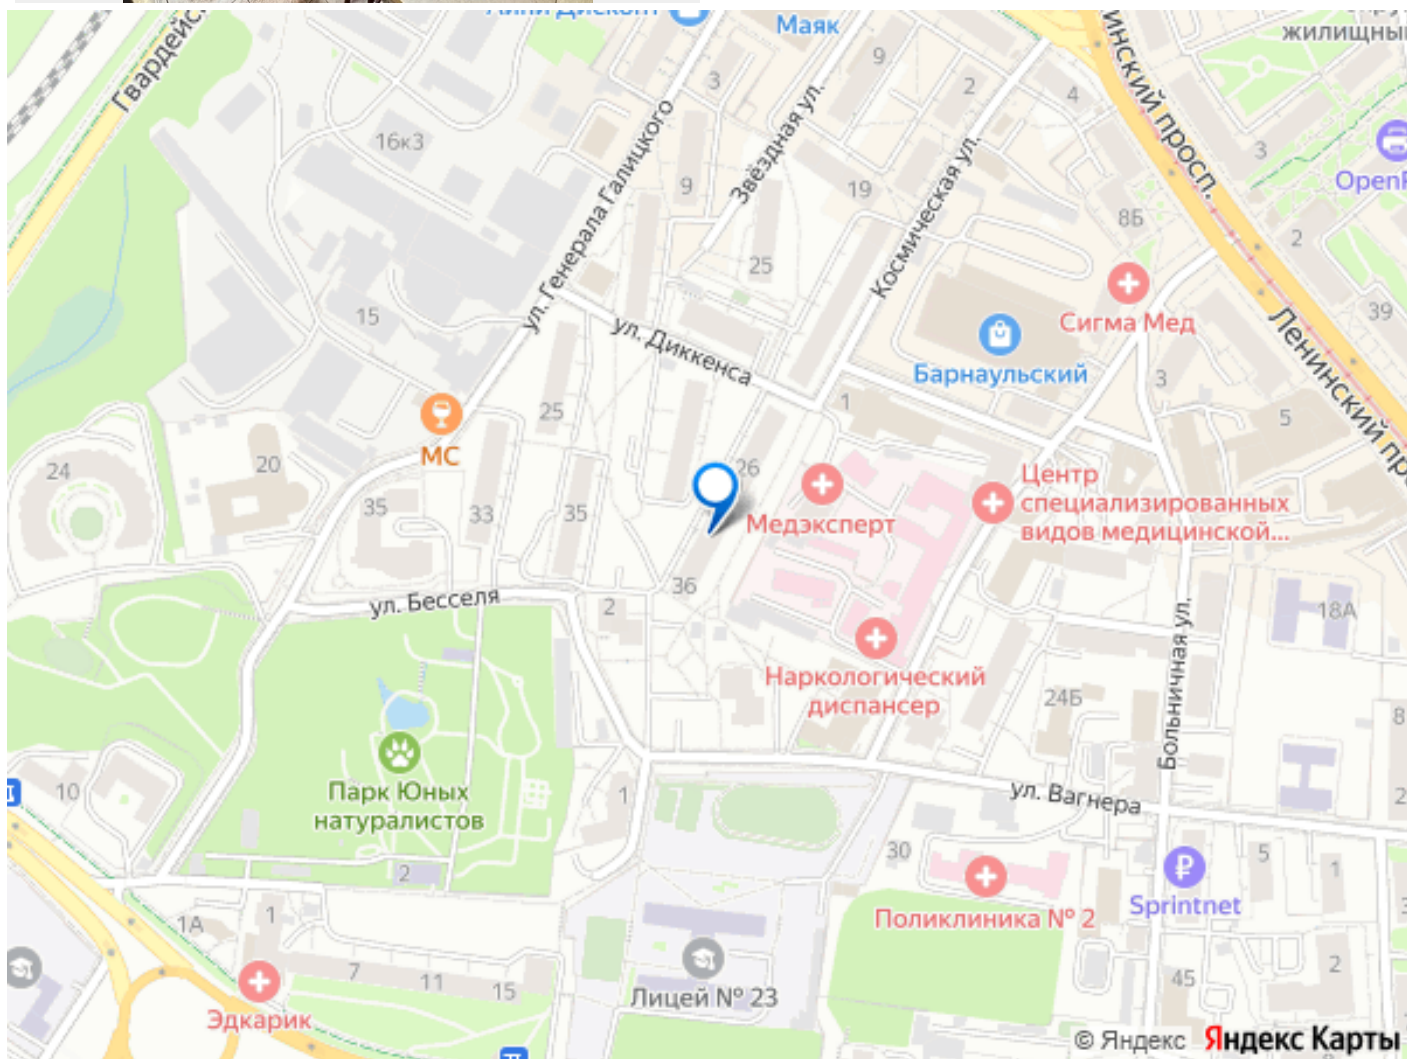 Маяк
жилищны
Гвардейс
3
9
2
4
16к3
ул. Генерала Галицкого
Звёздная ул.
Космическая ул.
инский просп.
3
OpenP
9
19
8Б
2
25
15
ул. Диккенса
Сигма Мед
39
Барнаульский
Ленинский про
3
25
1
5
МС
24
20
26
Центр
специализированных
видов медицинской...
35
33
35
Медэксперт
ул. Бесселя
2
36
18А
Наркологический
диспансер
24Б
Больничная ул.
8
Парк Юных
натуралистов
10
1
ул. Вагнера
2
2
30
5
1
Sprintnet
1А
1
Поликлиника № 2
7
11
15
Лицей № 23
45
2
Эдкарик
© Яндекс Яндекс Карты